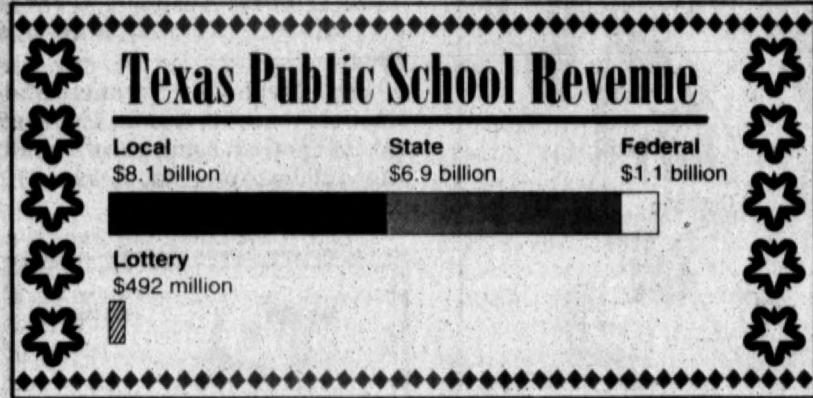 Texas Public School Revenue
Local State Federal
$8.1 billion $6.9 billion $1.1 billion
Lottery
$492 million